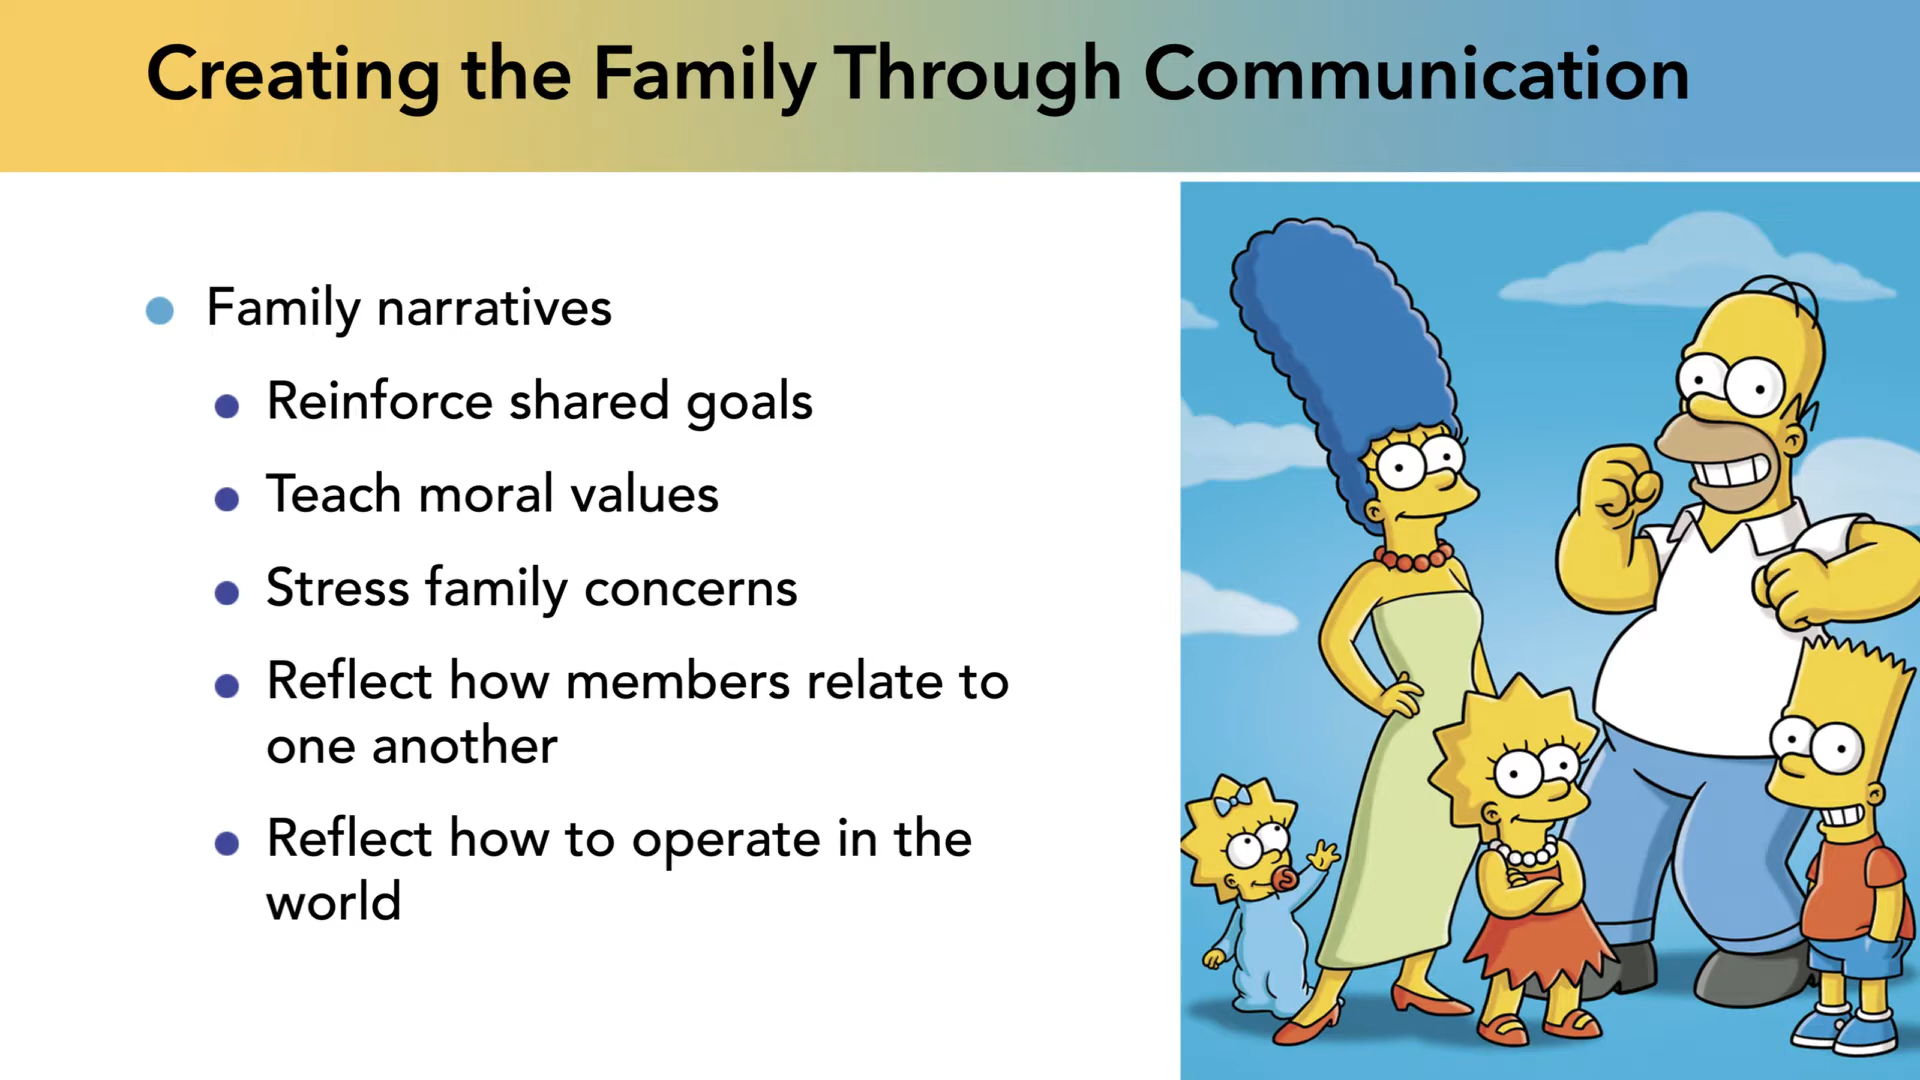 Creating the Family Through Communication
Family narratives
Reinforce shared goals
Teach moral values
Stress family concerns
Reflect how members relate to
one another
Reflect how to operate in the
world